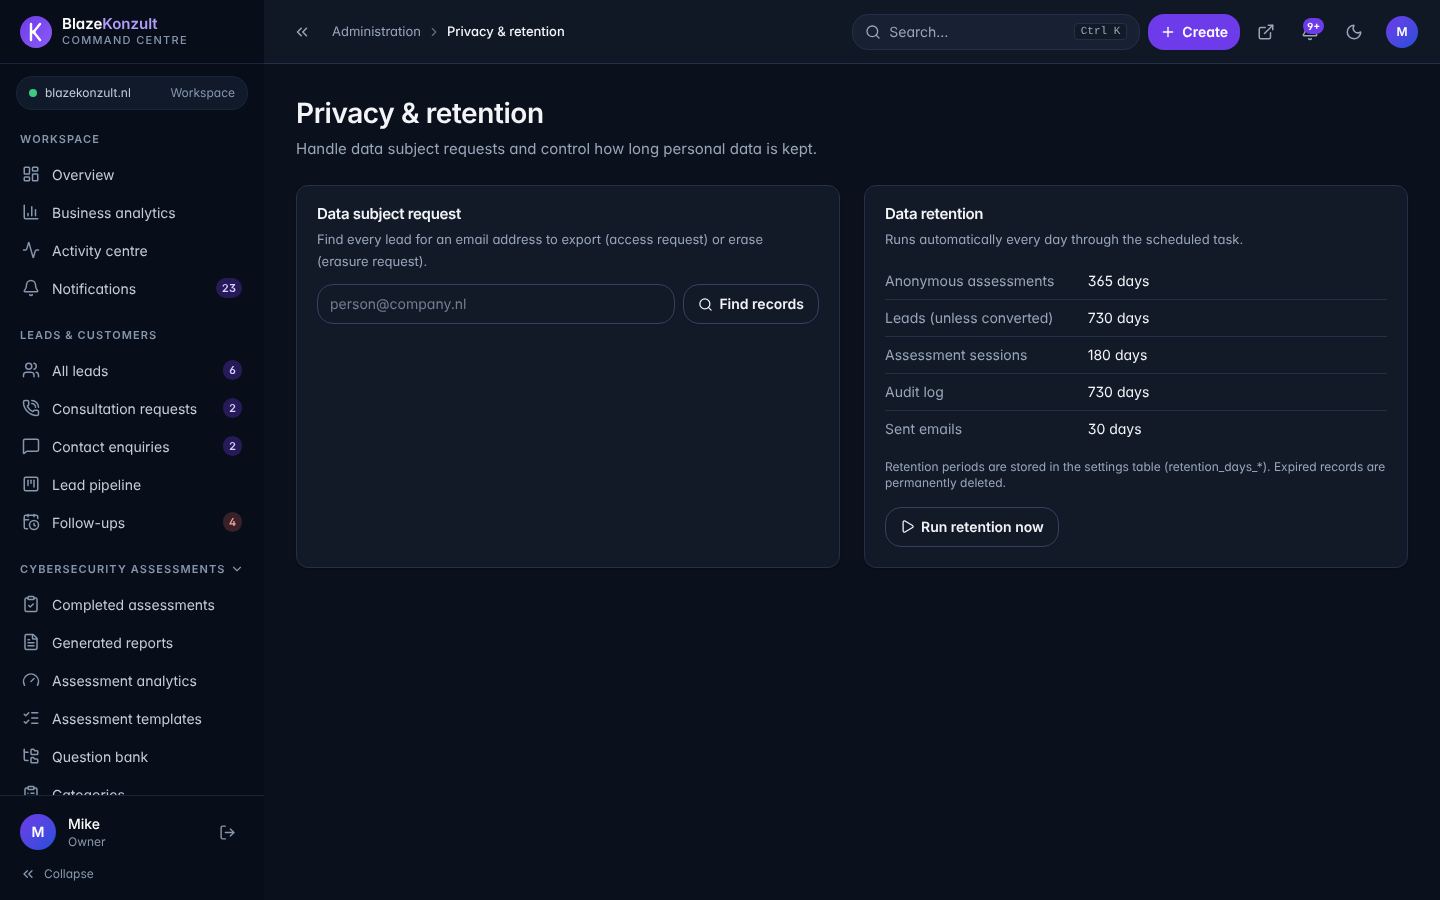 BlazeKonzult
COMMAND CENTRE
Administration > Privacy & retention
Search...
Ctrl K
+ Create
9+
M
blazekonzult.nl
Workspace
WORKSPACE
Overview
Business analytics
Activity centre
Notifications
23
LEADS & CUSTOMERS
All leads
6
Consultation requests
2
Contact enquiries
2
Lead pipeline
Follow-ups
4
CYBERSECURITY ASSESSMENTS
Completed assessments
Generated reports
Assessment analytics
Assessment templates
Question bank
Categories
M
Mike
Owner
Collapse
Privacy & retention
Handle data subject requests and control how long personal data is kept.
Data subject request
Find every lead for an email address to export (access request) or erase
(erasure request).
person@company.nl
Find records
Data retention
Runs automatically every day through the scheduled task.
Anonymous assessments 365 days
Leads (unless converted) 730 days
Assessment sessions 180 days
Audit log 730 days
Sent emails 30 days
Retention periods are stored in the settings table (retention_days_*). Expired records are
permanently deleted.
Run retention now